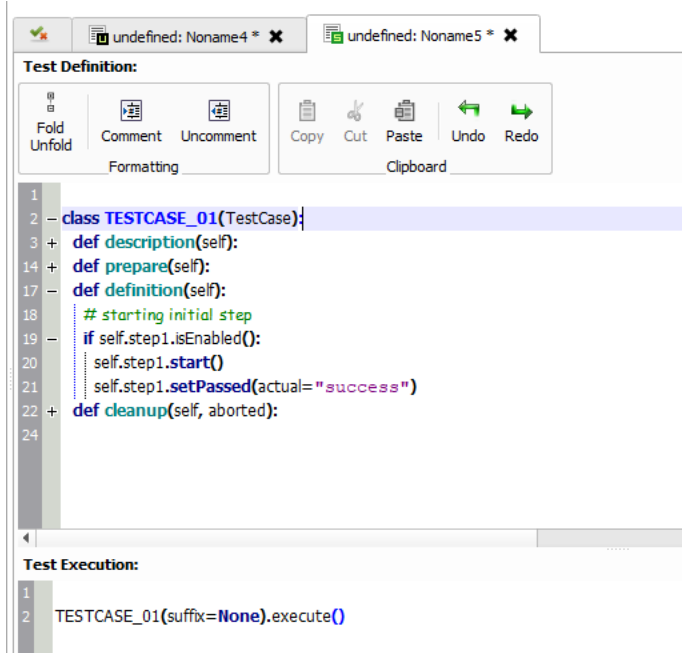 undefined: Noname4 *
undefined: Noname5 *
Test Definition:
Fold
Unfold
Comment
Uncomment
Formatting
Copy
Cut
Paste
Undo
Redo
Clipboard
1
2 class TESTCASE_01(TestCase):
3 def description(self):
14 def prepare(self):
17 def definition(self):
18 # starting initial step
19 if self.step1.isEnabled():
20 self.step1.start()
21 self.step1.setPassed(actual="success")
22 def cleanup(self, aborted):
24
Test Execution:
1
2 TESTCASE_01(suffix=None).execute()